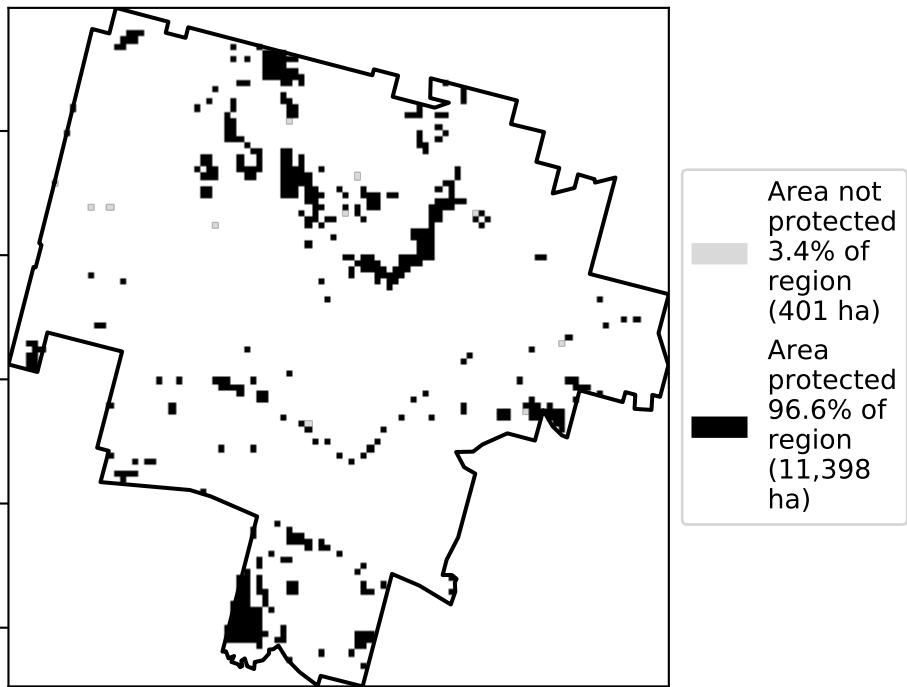 Area not
protected
3.4% of
region
(401 ha)
Area
protected
96.6% of
region
(11,398
ha)